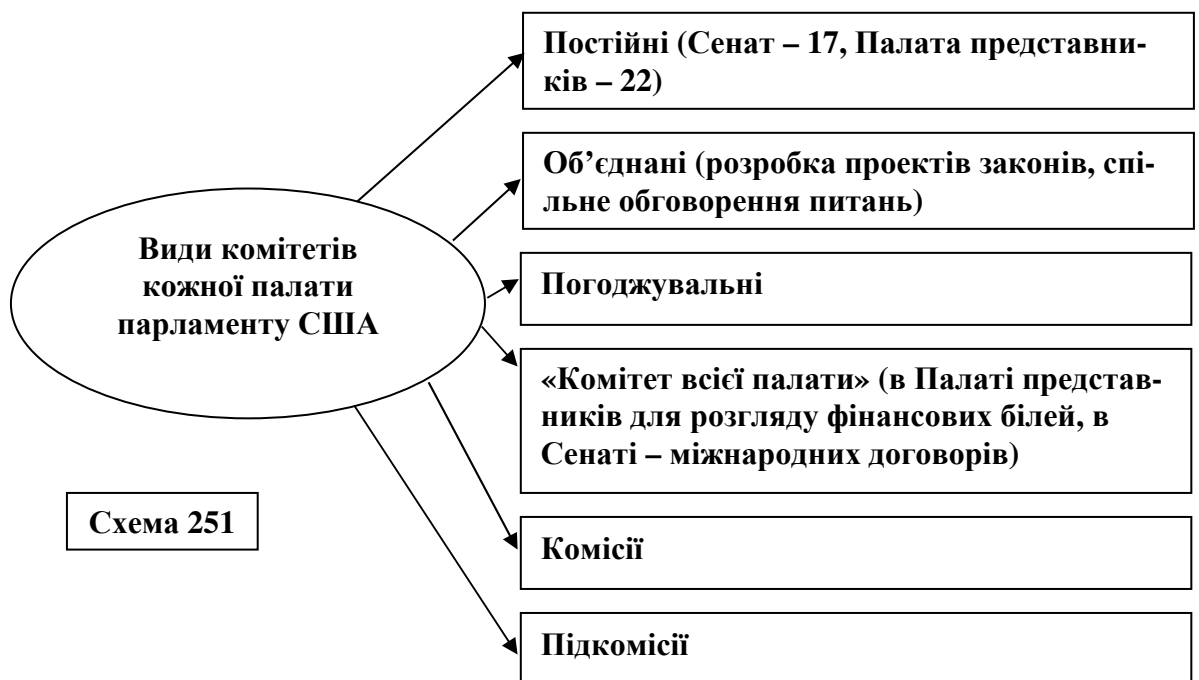 Види комітетів
кожної палати
парламенту США
Постійні (Сенат – 17, Палата представни-
ків – 22)
Об’єднані (розробка проектів законів, спі-
льне обговорення питань)
Погоджувальні
«Комітет всієї палати» (в Палаті представ-
ників для розгляду фінансових білей, в
Сенаті – міжнародних договорів)
Комісії
Підкомісії
Схема 251